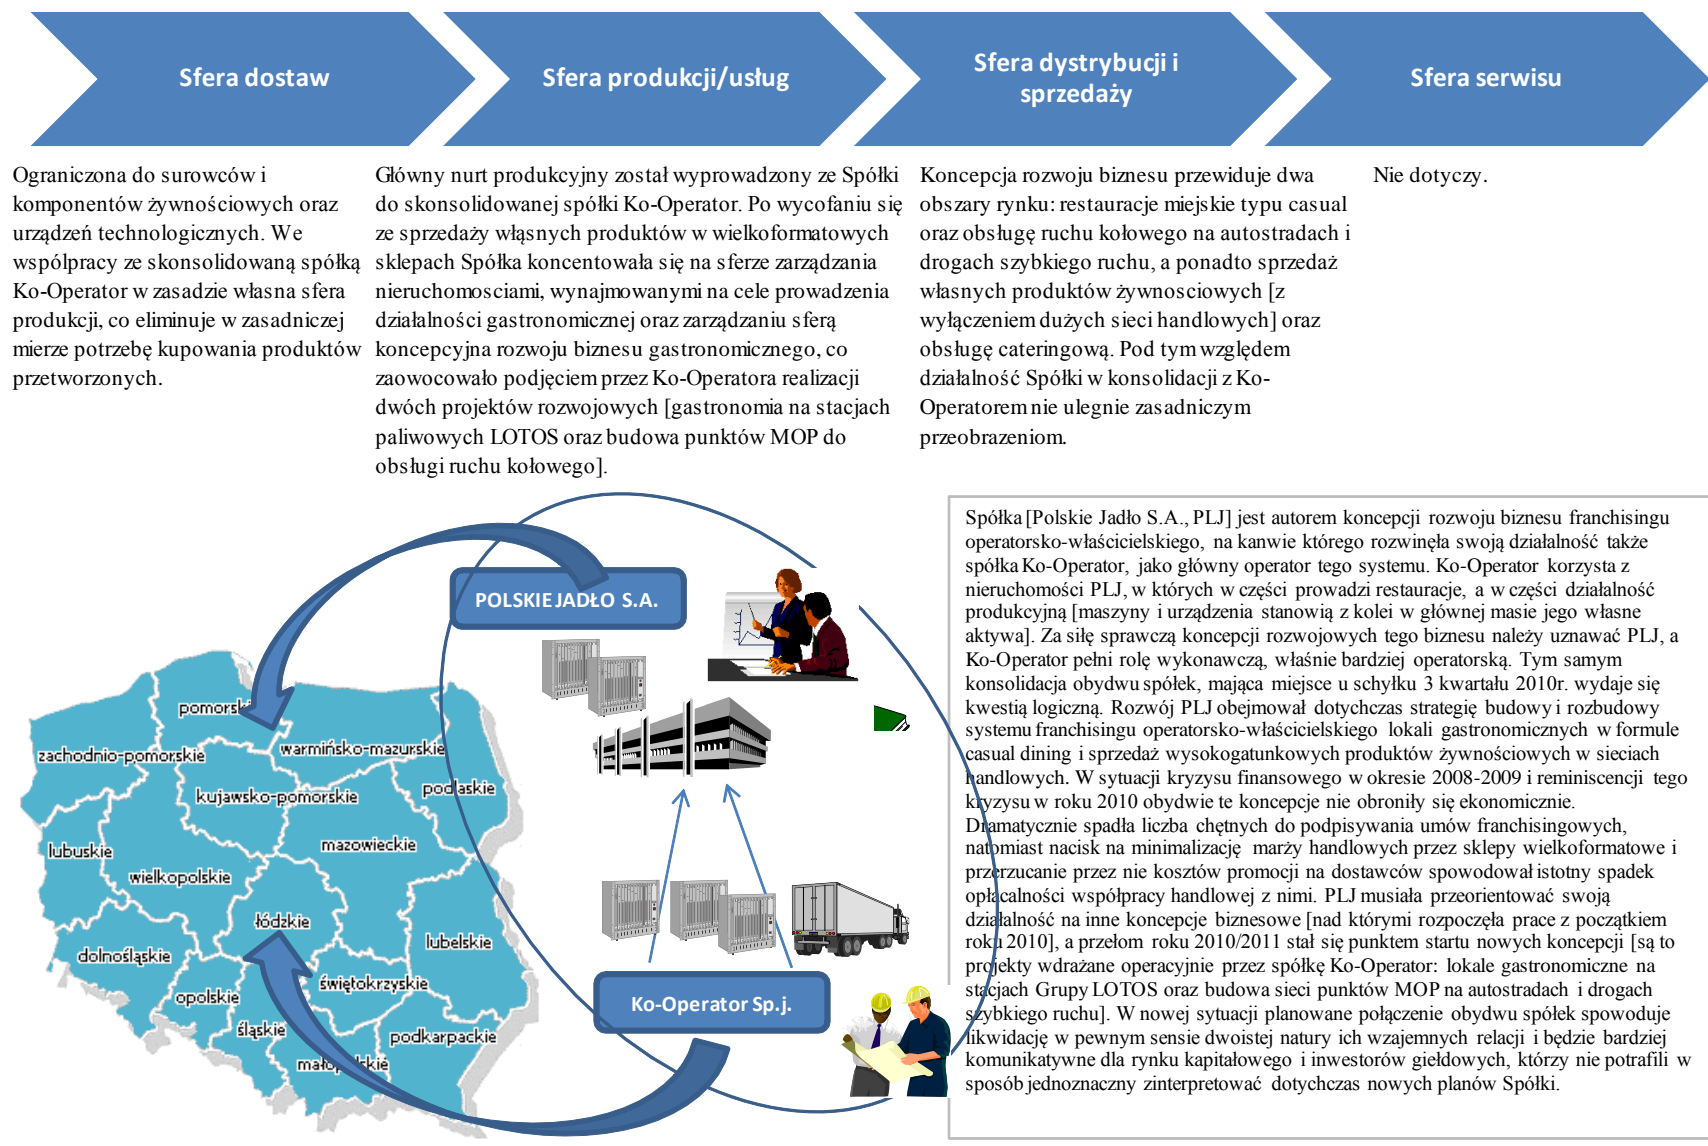 Sfera dostaw
Sfera produkcji/usług
Sfera dystrybucji i
sprzedaży
Sfera serwisu
Ograniczona do surowców i
komponentów żywnościowych oraz
urządzeń technologicznych. We
wspólpracy ze skonsolidowaną spółką
Ko-Operator w zasadzie własna sfera
produkcji, co eliminuje w zasadniczej
mierze potrzebę kupowania produktów
przetworzonych.
Główny nurt produkcyjny został wyprowadzony ze Spółki
do skonsolidowanej spółki Ko-Operator. Po wycofaniu się
ze sprzedaży włąsnych produktów w wielkoformatowych
sklepach Spółka koncentowała się na sferze zarządzania
nieruchomosciami, wynajmowanymi na cele prowadzenia
działalności gastronomicznej oraz zarządzaniu sferą
koncepcyjna rozwoju biznesu gastronomicznego, co
zaowocowało podjęciem przez Ko-Operatora realizacji
dwóch projektów rozwojowych [gastronomia na stacjach
paliwowych LOTOS oraz budowa punktów MOP do
obsługi ruchu kołowego].
Koncepcja rozwoju biznesu przewiduje dwa
obszary rynku: restauracje miejskie typu casual
oraz obsługę ruchu kołowego na autostradach i
drogach szybkiego ruchu, a ponadto sprzedaż
własnych produktów żywnosciowych [z
wyłączeniem dużych sieci handlowych] oraz
obsługę cateringową. Pod tym względem
działalność Spółki w konsolidacji z Ko-
Operatorem nie ulegnie zasadniczym
przeobrazeniom.
Nie dotyczy.
POLSKIE JADŁO S.A.
Ko-Operator Sp.j.
pomorski
zachodnio-pomorskie
warmińsko-mazurskie
kujawsko-pomorskie
podlaskie
lubuskie
mazowieckie
wielkopolskie
łódzkie
dolnośląskie
lubelskie
opolskie
świętokrzyskie
śląskie
podkarpackie
małopolskie
Spółka [Polskie Jadło S.A., PLJ] jest autorem koncepcji rozwoju biznesu franchisingu
operatorsko-właścicielskiego, na kanwie którego rozwinęła swoją działalność także
spółka Ko-Operator, jako główny operator tego systemu. Ko-Operator korzysta z
nieruchomości PLJ, w których w części prowadzi restauracje, a w części działalność
produkcyjną [maszyny i urządzenia stanowią z kolei w głównej masie jego własne
aktywa]. Za siłę sprawczą koncepcji rozwojowych tego biznesu należy uznawać PLJ, a
Ko-Operator pełni rolę wykonawczą, właśnie bardziej operatorską. Tym samym
konsolidacja obydwu spółek, mająca miejsce u schyłku 3 kwartału 2010r. wydaje się
kwestią logiczną. Rozwój PLJ obejmował dotychczas strategię budowy i rozbudowy
systemu franchisingu operatorsko-właścicielskiego lokali gastronomicznych w formule
casual dining i sprzedaż wysokogatunkowych produktów żywnościowych w sieciach
handlowych. W sytuacji kryzysu finansowego w okresie 2008-2009 i reminiscencji tego
kryzysu w roku 2010 obydwie te koncepcje nie obroniły się ekonomicznie.
Dramatycznie spadła liczba chętnych do podpisywania umów franchisingowych,
natomiast nacisk na minimalizację marży handlowych przez sklepy wielkoformatowe i
przerzucanie przez nie kosztów promocji na dostawców spowodował istotny spadek
opłacalności współpracy handlowej z nimi. PLJ musiała przeorientować swoją
działalność na inne koncepcje biznesowe [nad którymi rozpoczęła prace z początkiem
roku 2010], a przełom roku 2010/2011 stał się punktem startu nowych koncepcji [są to
projekty wdrażane operacyjnie przez spółkę Ko-Operator: lokale gastronomiczne na
stacjach Grupy LOTOS oraz budowa sieci punktów MOP na autostradach i drogach
szybkiego ruchu]. W nowej sytuacji planowane połączenie obydwu spółek spowoduje
likwidację w pewnym sensie dwoistej natury ich wzajemnych relacji i będzie bardziej
komunikatywne dla rynku kapitałowego i inwestorów giełdowych, którzy nie potrafili w
sposób jednoznaczny zinterpretować dotychczas nowych planów Spółki.